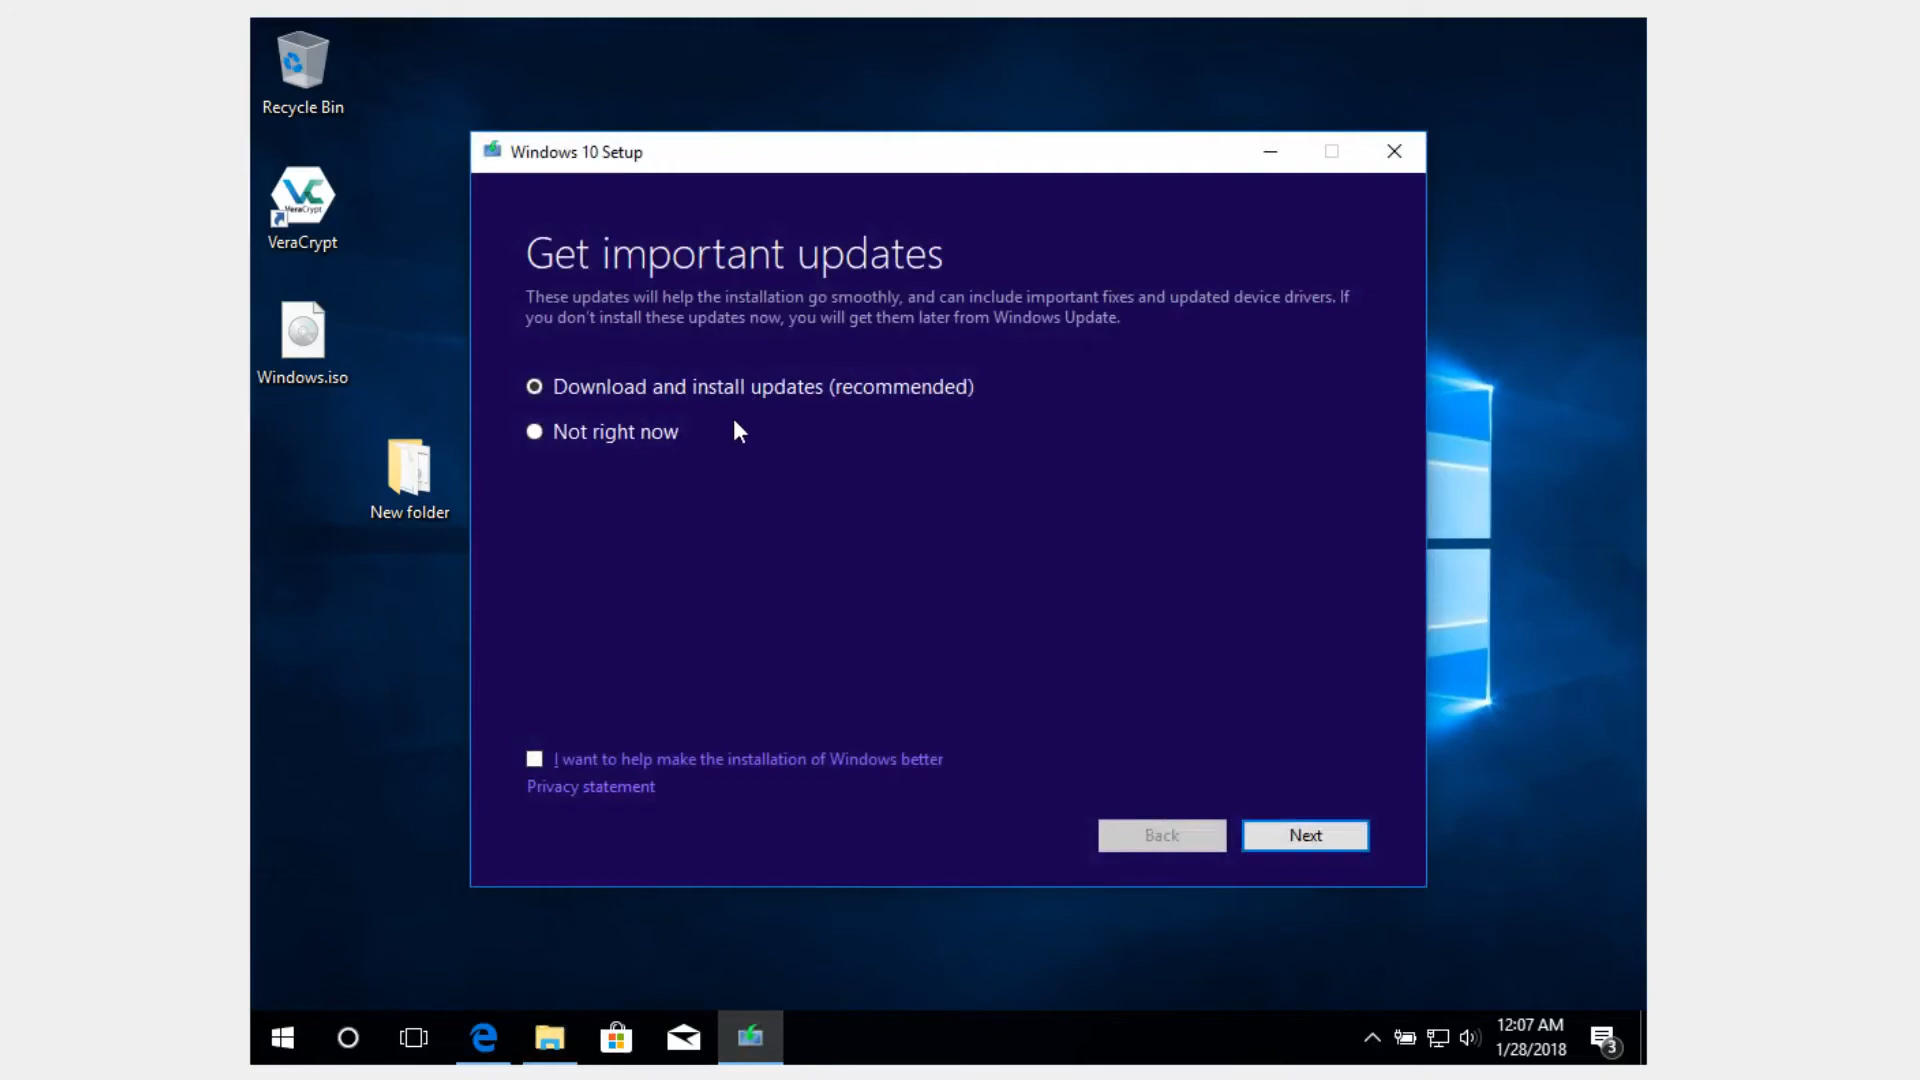 Recycle Bin
VeraCrypt
VeraCrypt
Windows.iso
New folder
Windows 10 Setup
Get important updates
These updates will help the installation go smoothly, and can include important fixes and updated device drivers. If
you don't install these updates now, you will get them later from Windows Update.
Download and install updates (recommended)
Not right now
I want to help make the installation of Windows better
Privacy statement
Back
Next
12:07 AM
1/28/2018
3